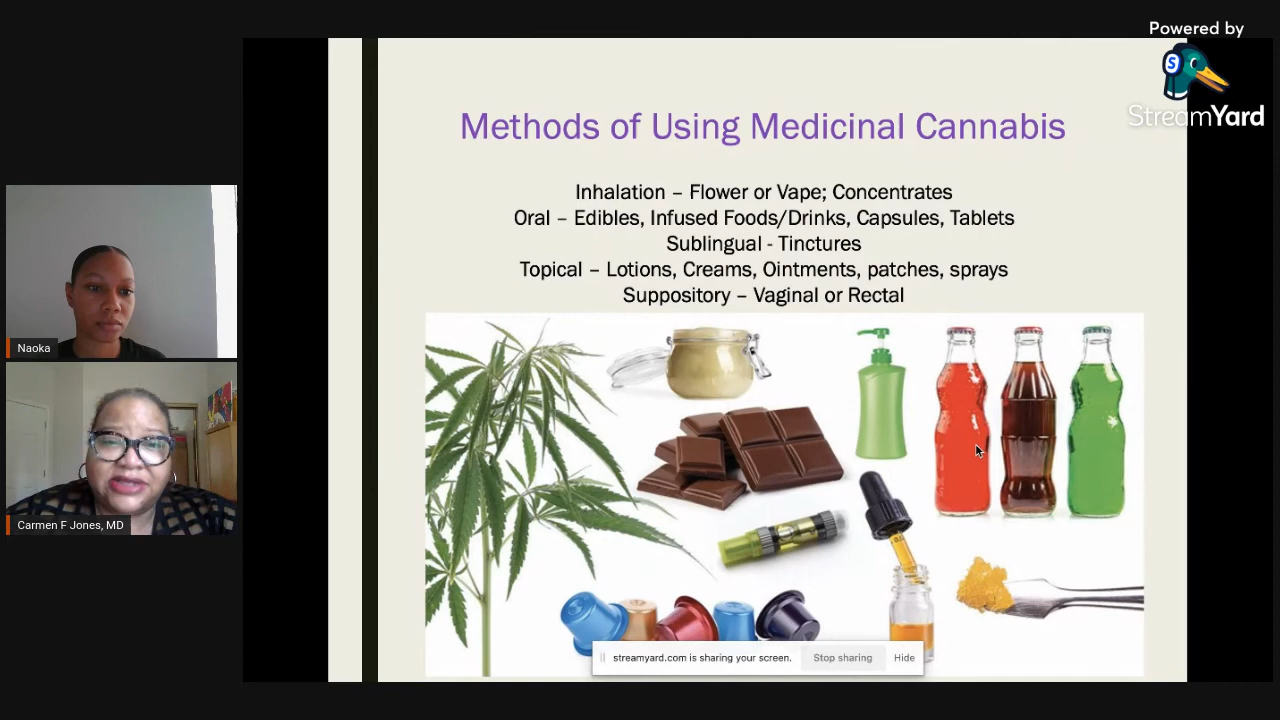 Powered by
StreamYard
Methods of Using Medicinal Cannabis
Inhalation – Flower or Vape; Concentrates
Oral – Edibles, Infused Foods/Drinks, Capsules, Tablets
Sublingual - Tinctures
Topical – Lotions, Creams, Ointments, patches, sprays
Suppository – Vaginal or Rectal
Naoka
Carmen F Jones, MD
streamyard.com is sharing your screen.
Stop sharing
Hide